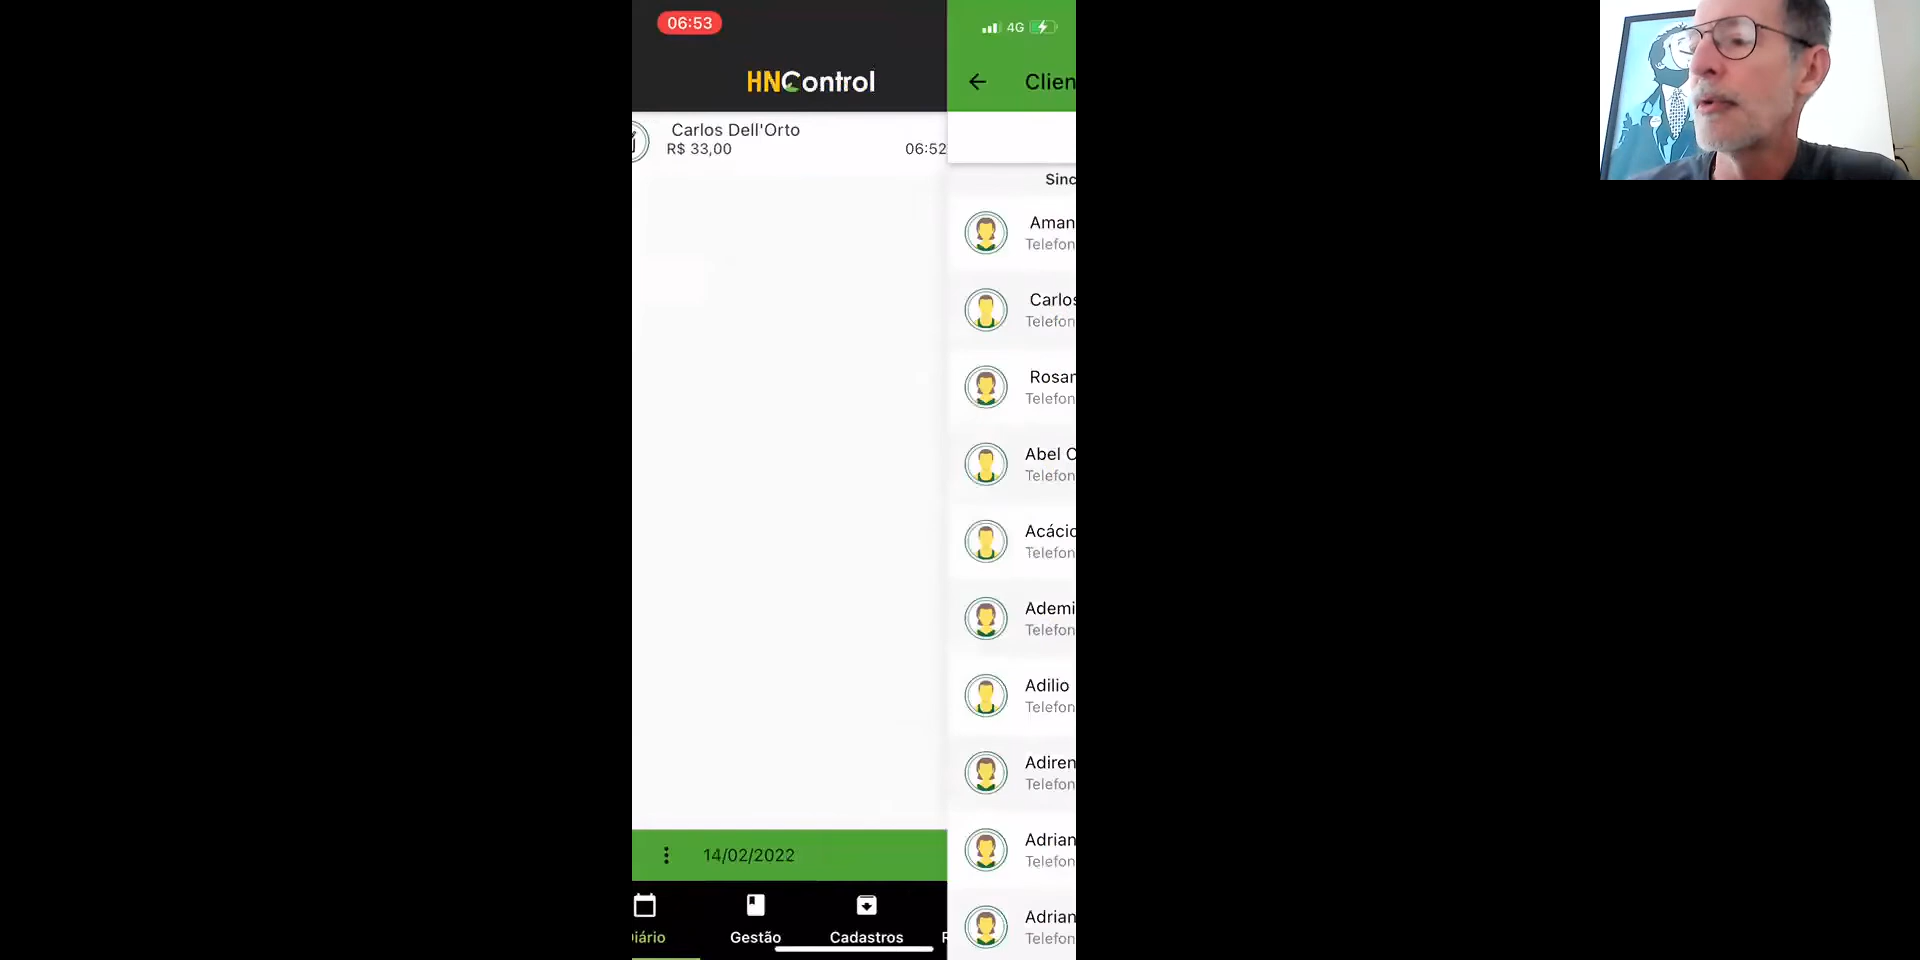 06:53
4G
HNControl
Clien
Carlos Dell'Orto
R$ 33,00
06:52
Sinc
Aman
Telefon
Carlos
Telefon
Rosan
Telefon
Abel C
Telefon
Acácio
Telefon
Ademi
Telefon
Adilio
Telefon
Adiren
Telefon
Adrian
Telefon
Adrian
Telefon
14/02/2022
iário
Gestão
Cadastros